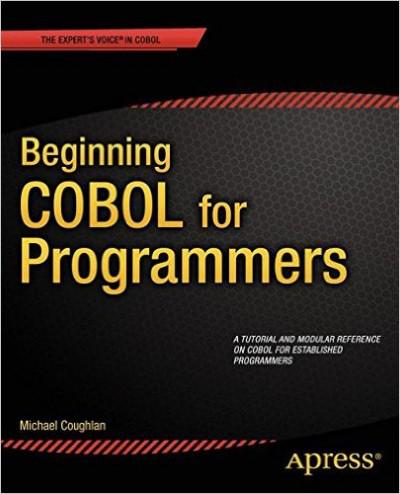 THE EXPERT'S VOICE® IN COBOL
Beginning
COBOL for
Programmers
A TUTORIAL AND MODULAR REFERENCE
ON COBOL FOR ESTABLISHED
PROGRAMMERS
Michael Coughlan
Apress®